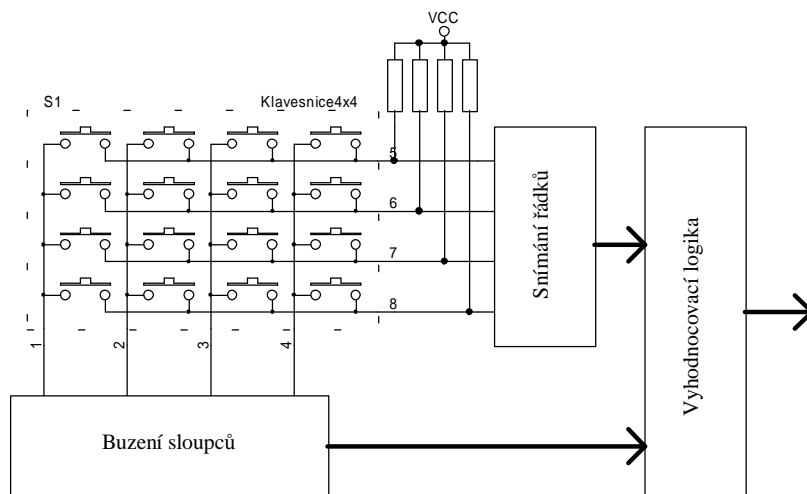 VCC
S1
Klavesnice4x4
5
6
7
8
1
2
3
4
Snímání řádků
Vyhodnocovací logika
Buzení sloupců